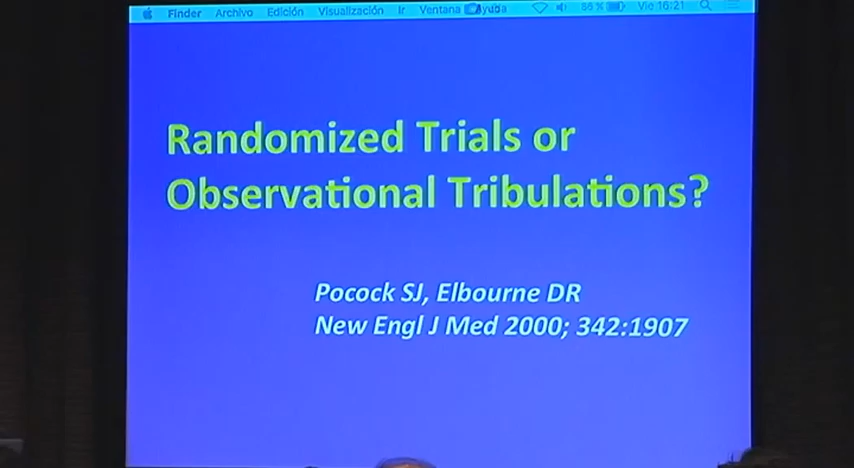 Finder Archivo Edición Visualización Ir Ventana Ayuda 86 % Vie 16:21
Randomized Trials or
Observational Tribulations?
Pocock SJ, Elbourne DR
New Engl J Med 2000; 342:1907